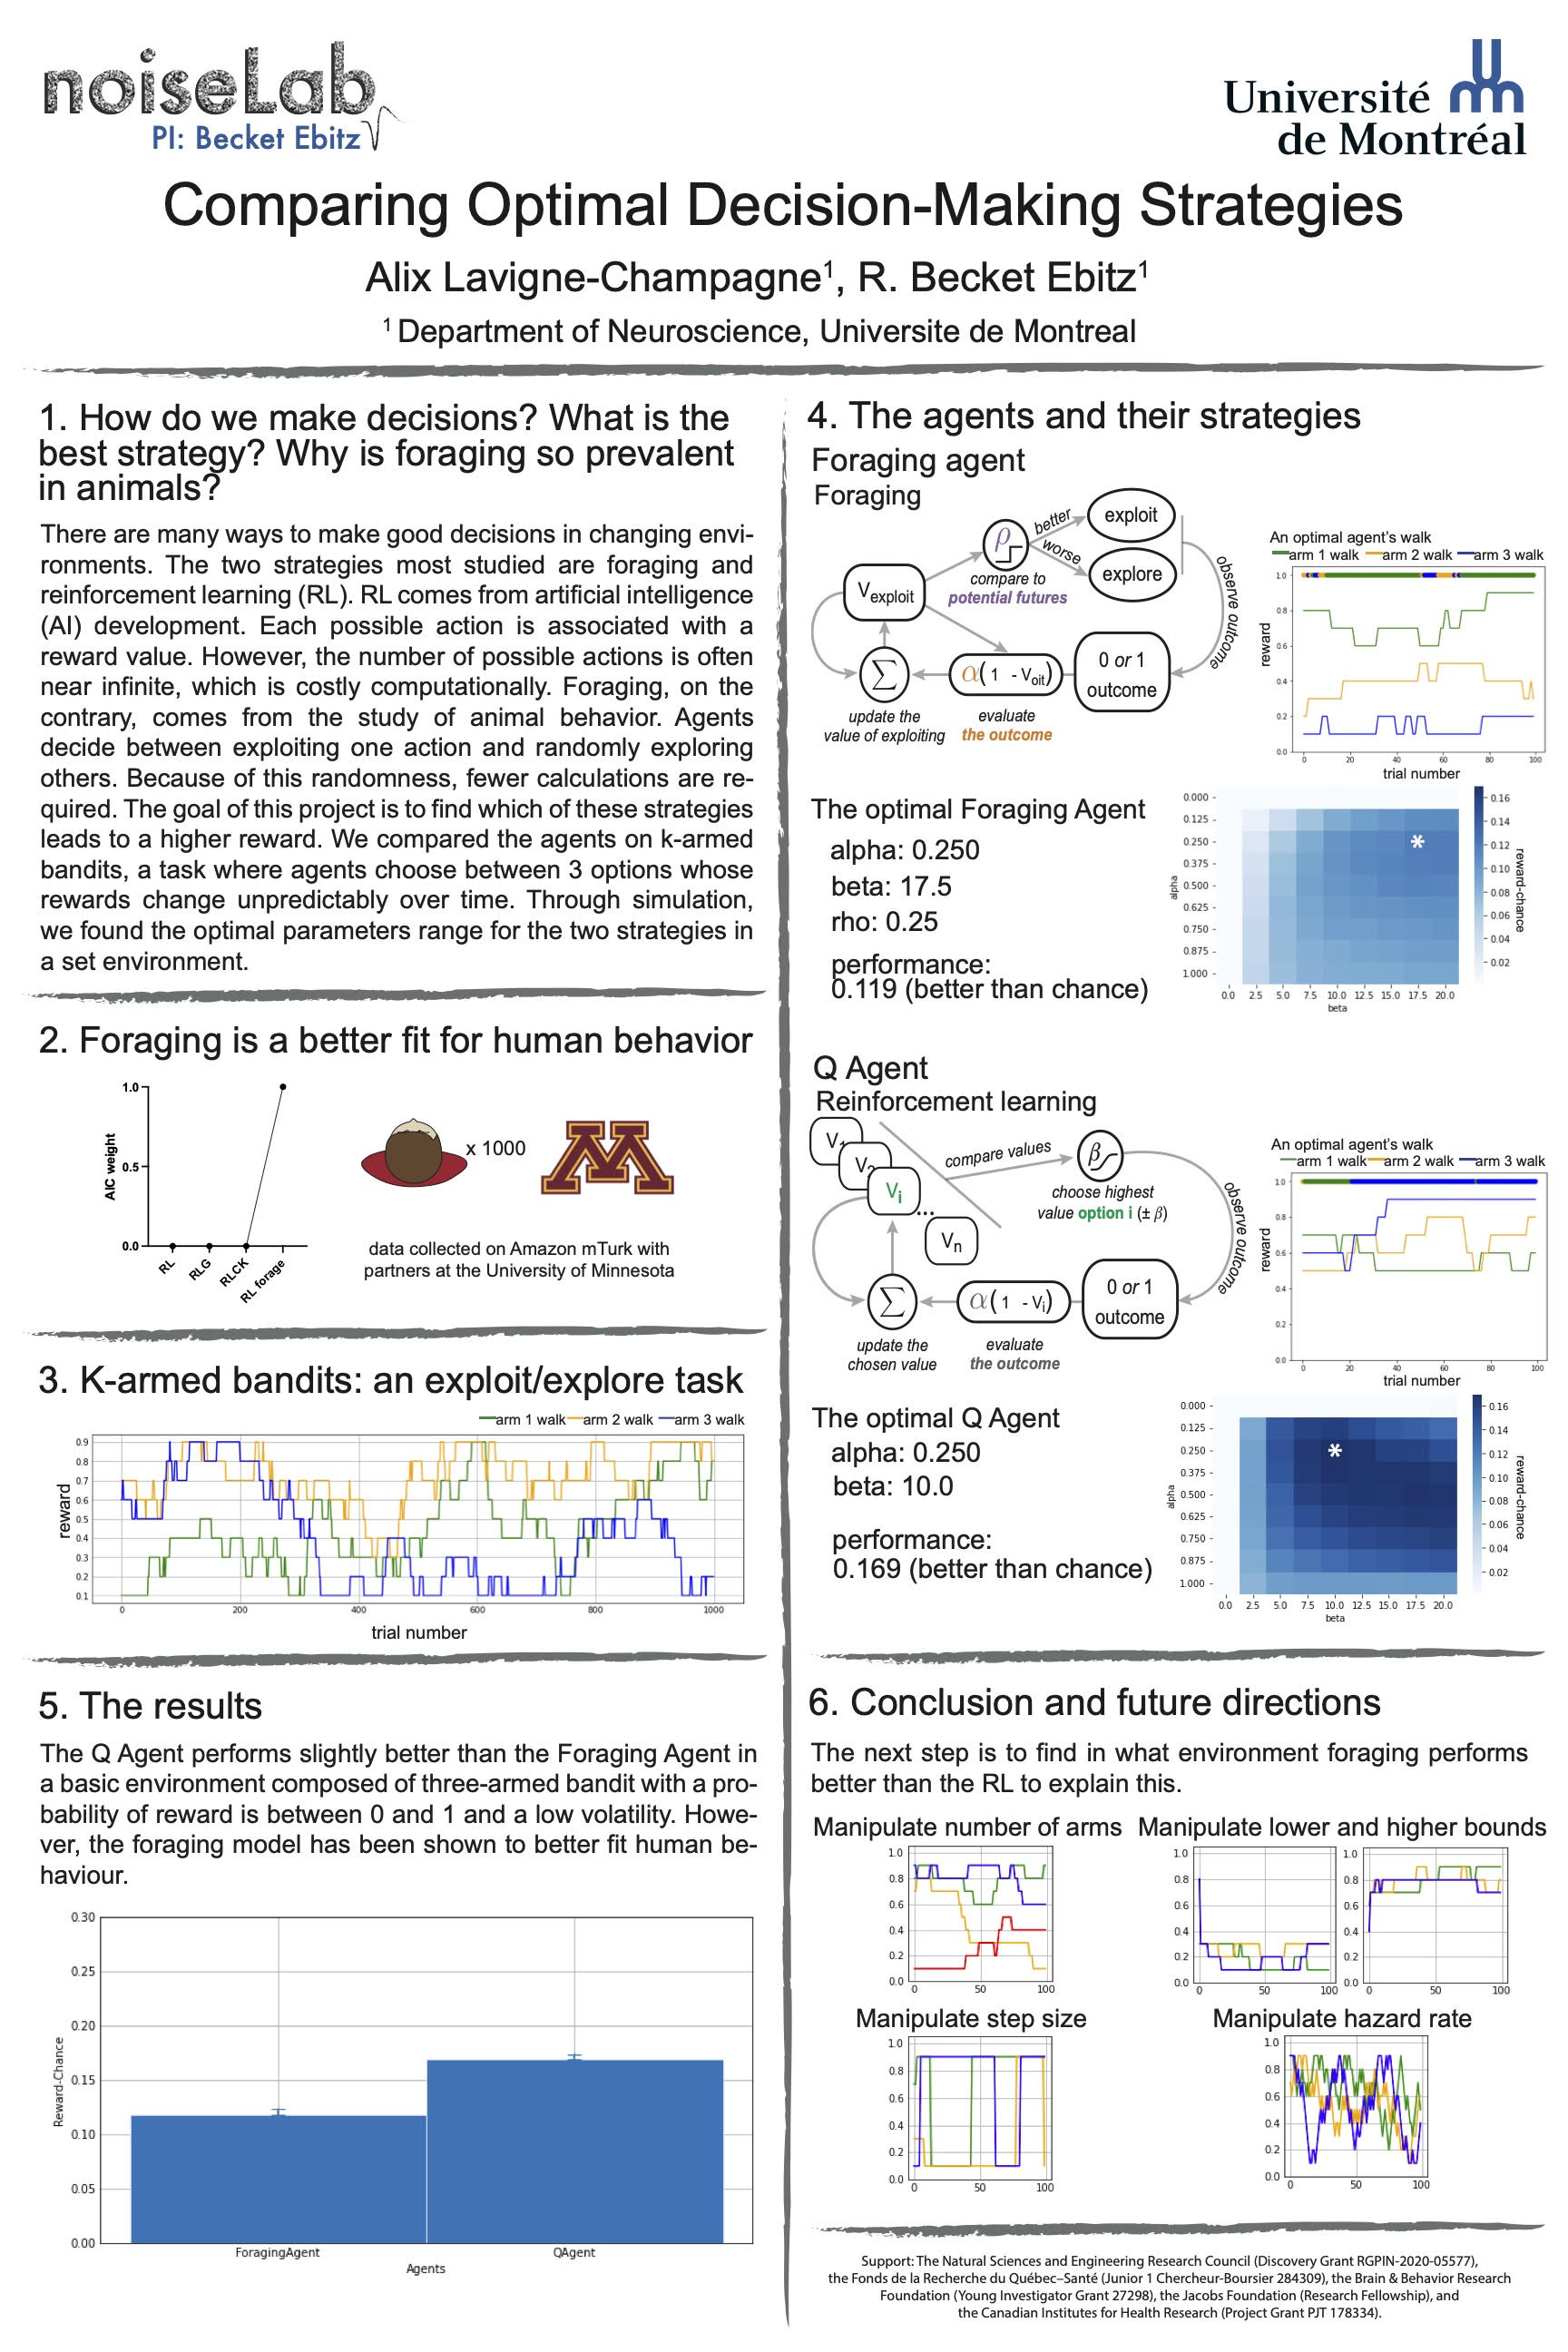 noiseLab
PI: Becket Ebitz
Université
de Montréal
Comparing Optimal Decision-Making Strategies
Alix Lavigne-Champagne¹, R. Becket Ebitz¹
¹ Department of Neuroscience, Universite de Montreal
1. How do we make decisions? What is the
best strategy? Why is foraging so prevalent
in animals?
There are many ways to make good decisions in changing envi-
ronments. The two strategies most studied are foraging and
reinforcement learning (RL). RL comes from artificial intelligence
(AI) development. Each possible action is associated with a
reward value. However, the number of possible actions is often
near infinite, which is costly computationally. Foraging, on the
contrary, comes from the study of animal behavior. Agents
decide between exploiting one action and randomly exploring
others. Because of this randomness, fewer calculations are re-
quired. The goal of this project is to find which of these strategies
leads to a higher reward. We compared the agents on k-armed
bandits, a task where agents choose between 3 options whose
rewards change unpredictably over time. Through simulation,
we found the optimal parameters range for the two strategies in
a set environment.
2. Foraging is a better fit for human behavior
AIC weight
1.0
0.5
0.0
RL
RLG
RLCK
RL forage
x 1000
M
data collected on Amazon mTurk with
partners at the University of Minnesota
3. K-armed bandits: an exploit/explore task
arm 1 walk arm 2 walk arm 3 walk
reward
0.9
0.8
0.7
0.6
0.5
0.4
0.3
0.2
0.1
0 200 400 600 800 1000
trial number
4. The agents and their strategies
Foraging agent
Foraging
V exploit
ρ
better
worse
exploit
explore
compare to
potential futures
observe outcome
0 or 1
outcome
α( 1 - Voit)
Σ
update the
value of exploiting
evaluate
the outcome
An optimal agent's walk
arm 1 walk arm 2 walk arm 3 walk
reward
1.0
0.8
0.6
0.4
0.2
0.0
0 20 40 60 80 100
trial number
The optimal Foraging Agent
alpha: 0.250
beta: 17.5
rho: 0.25
performance:
0.119 (better than chance)
alpha
0.000
0.125
0.250
0.375
0.500
0.625
0.750
0.875
1.000
*
0.0 2.5 5.0 7.5 10.0 12.5 15.0 17.5 20.0
beta
0.16
0.14
0.12
0.10
0.08
0.06
0.04
0.02
reward-chance
Q Agent
Reinforcement learning
V1
V2
Vi
...
Vn
compare values
β
choose highest
value option i (± β)
observe outcome
0 or 1
outcome
α( 1 - Vi)
Σ
update the
chosen value
evaluate
the outcome
An optimal agent's walk
arm 1 walk arm 2 walk arm 3 walk
reward
1.0
0.8
0.6
0.4
0.2
0.0
0 20 40 60 80 100
trial number
The optimal Q Agent
alpha: 0.250
beta: 10.0
performance:
0.169 (better than chance)
alpha
0.000
0.125
0.250
0.375
0.500
0.625
0.750
0.875
1.000
*
0.0 2.5 5.0 7.5 10.0 12.5 15.0 17.5 20.0
beta
0.16
0.14
0.12
0.10
0.08
0.06
0.04
0.02
reward-chance
5. The results
The Q Agent performs slightly better than the Foraging Agent in
a basic environment composed of three-armed bandit with a pro-
bability of reward is between 0 and 1 and a low volatility. Howe-
ver, the foraging model has been shown to better fit human be-
haviour.
Reward-Chance
0.30
0.25
0.20
0.15
0.10
0.05
0.00
ForagingAgent QAgent
Agents
6. Conclusion and future directions
The next step is to find in what environment foraging performs
better than the RL to explain this.
Manipulate number of arms
1.0
0.8
0.6
0.4
0.2
0.0
0 50 100
Manipulate lower and higher bounds
1.0
0.8
0.6
0.4
0.2
0.0
0 50 100
1.0
0.8
0.6
0.4
0.2
0.0
0 50 100
Manipulate step size
1.0
0.8
0.6
0.4
0.2
0.0
0 50 100
Manipulate hazard rate
1.0
0.8
0.6
0.4
0.2
0.0
0 50 100
Support: The Natural Sciences and Engineering Research Council (Discovery Grant RGPIN-2020-05577),
the Fonds de la Recherche du Québec–Santé (Junior 1 Chercheur-Boursier 284309), the Brain & Behavior Research
Foundation (Young Investigator Grant 27298), the Jacobs Foundation (Research Fellowship), and
the Canadian Institutes for Health Research (Project Grant PJT 178334).